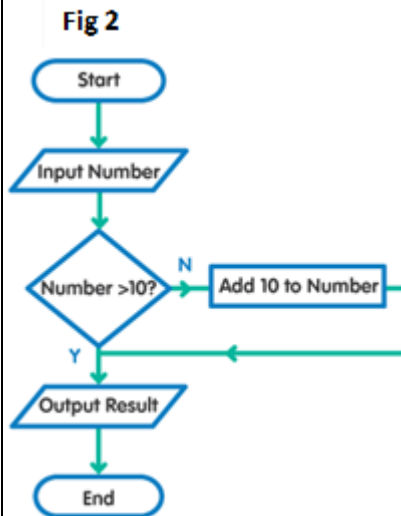 Fig 2
Start
Input Number
Number >10?
N
Add 10 to Number
Y
Output Result
End